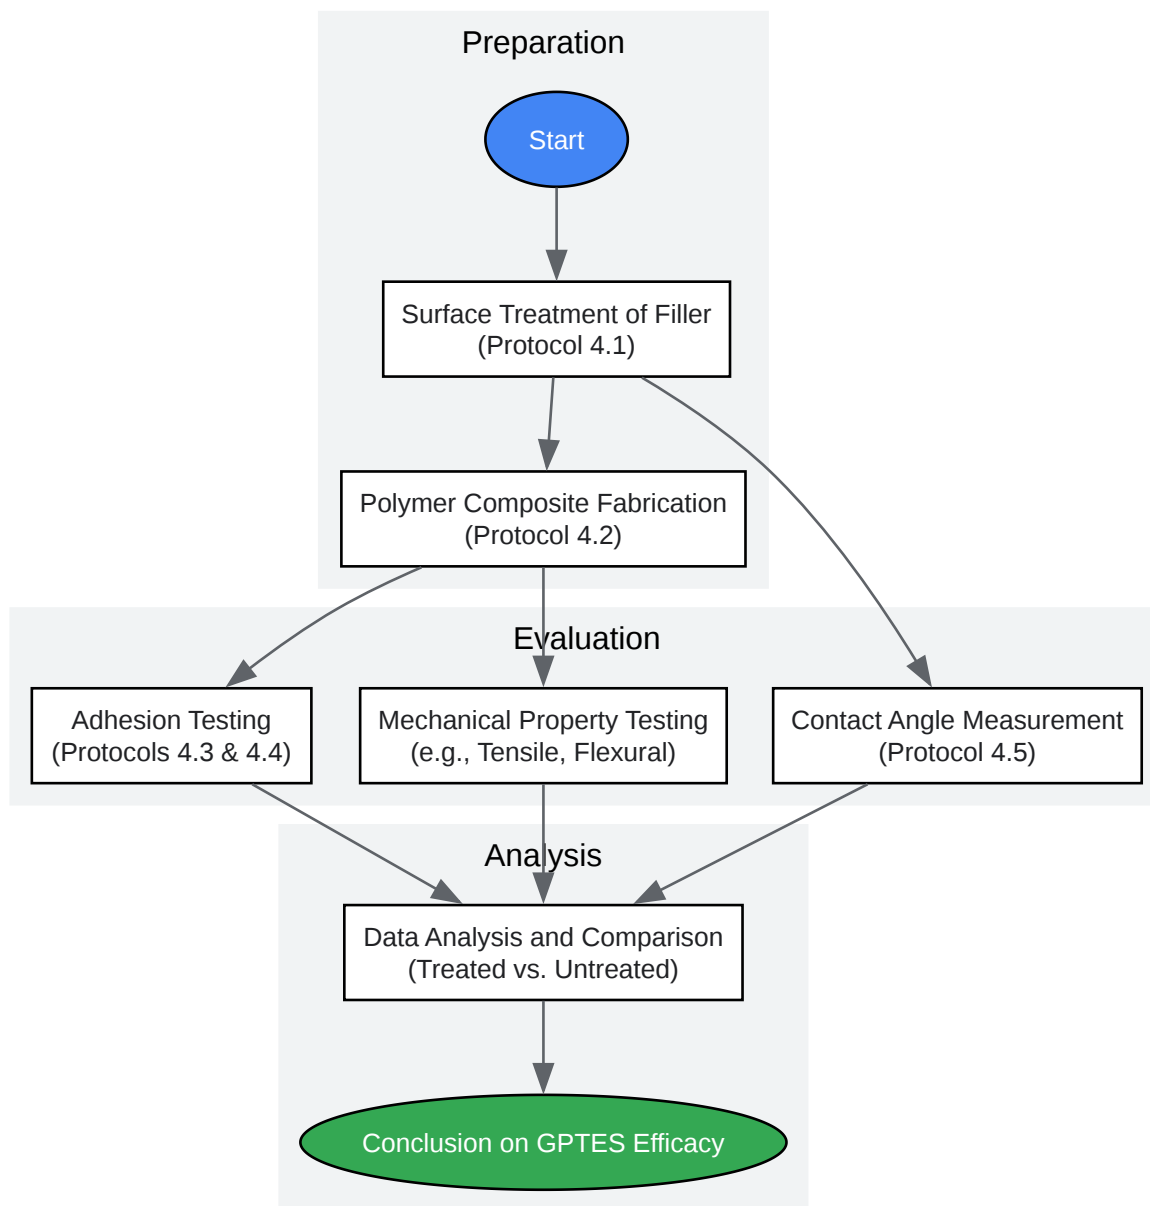 Preparation
Start
Surface Treatment of Filler
(Protocol 4.1)
Polymer Composite Fabrication
(Protocol 4.2)
Evaluation
Adhesion Testing
(Protocols 4.3 & 4.4)
Mechanical Property Testing
(e.g., Tensile, Flexural)
Contact Angle Measurement
(Protocol 4.5)
Analysis
Data Analysis and Comparison
(Treated vs. Untreated)
Conclusion on GPTES Efficacy